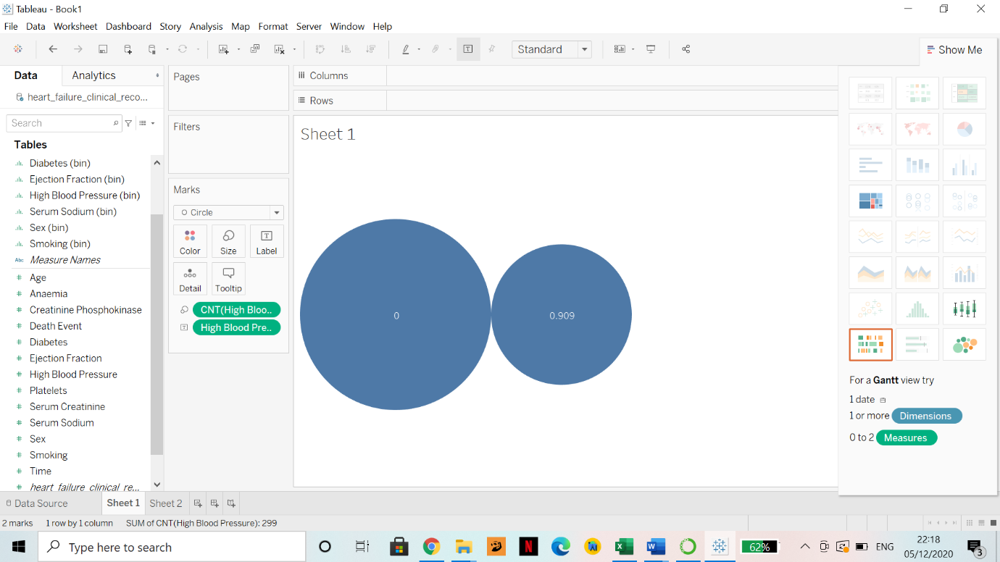 Tableau - Book1
File Data Worksheet Dashboard Story Analysis Map Format Server Window Help
Standard
Show Me
Data
Analytics
heart_failure_clinical_reco...
Search
Tables
Diabetes (bin)
Ejection Fraction (bin)
High Blood Pressure (bin)
Serum Sodium (bin)
Sex (bin)
Smoking (bin)
Abc Measure Names
Age
Anaemia
Creatinine Phosphokinase
Death Event
Diabetes
Ejection Fraction
High Blood Pressure
Platelets
Serum Creatinine
Serum Sodium
Sex
Smoking
Time
heart_failure_clinical_re...
Pages
Filters
Marks
Circle
Color
Size
Label
Detail
Tooltip
CNT(High Bloo..
High Blood Pre..
Columns
Rows
Sheet 1
0
0.909
For a Gantt view try
1 date
1 or more Dimensions
0 to 2 Measures
Data Source
Sheet 1
Sheet 2
2 marks 1 row by 1 column SUM of CNT(High Blood Pressure): 299
Type here to search
62%
ENG
22:18
05/12/2020
3